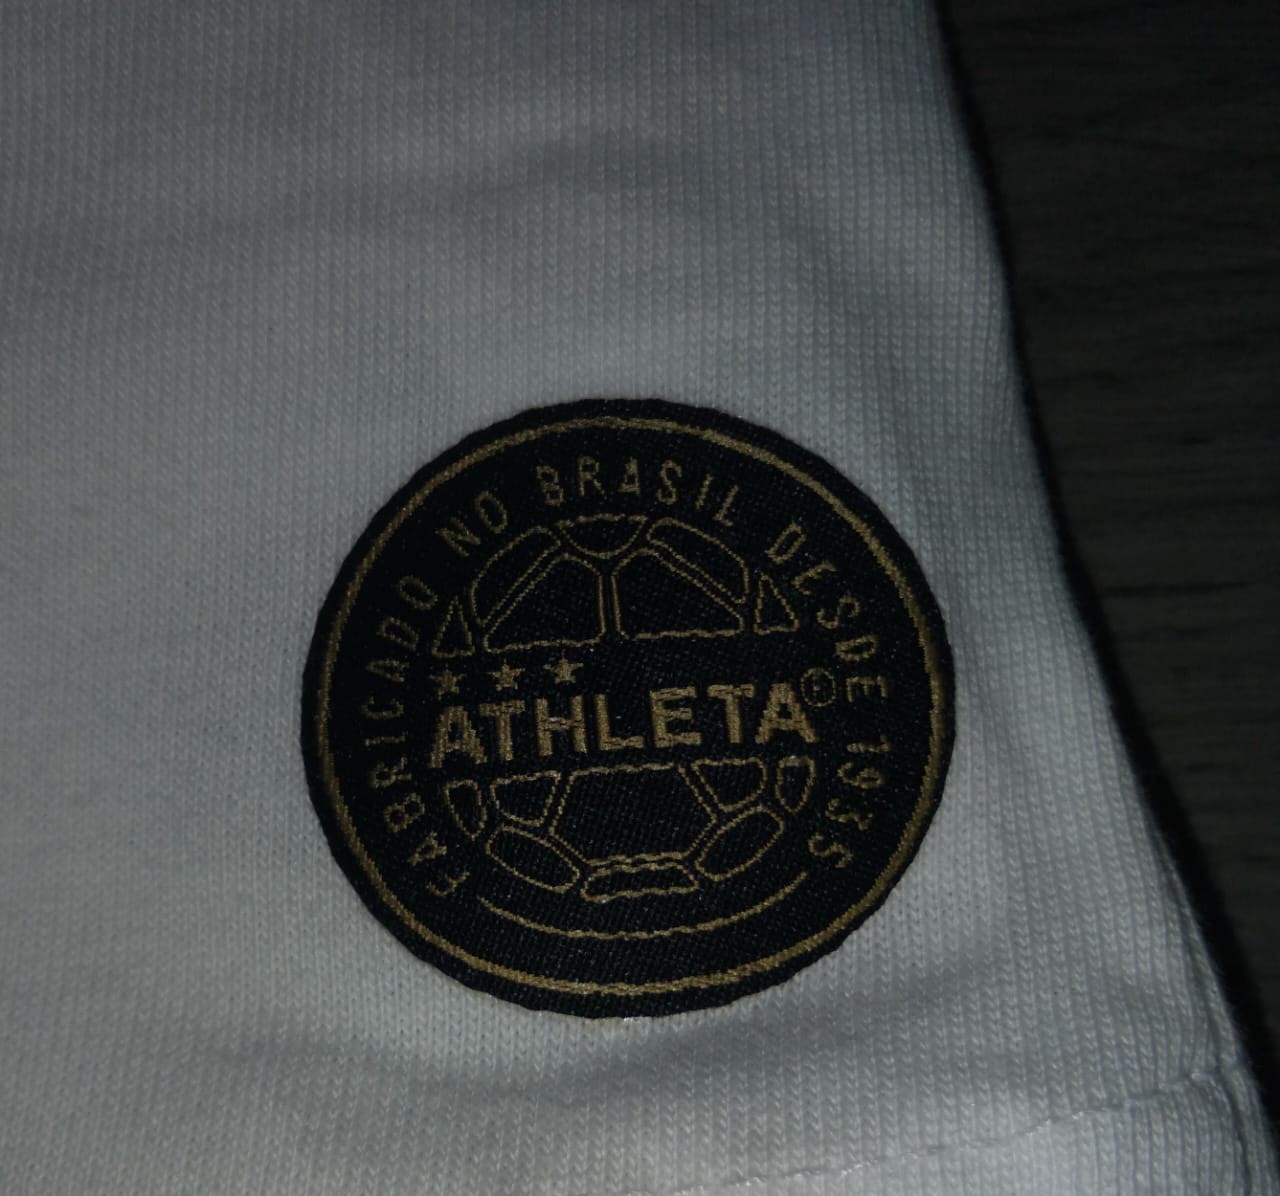 FABRICADO NO BRASIL DESDE 1935
ATHLETA®